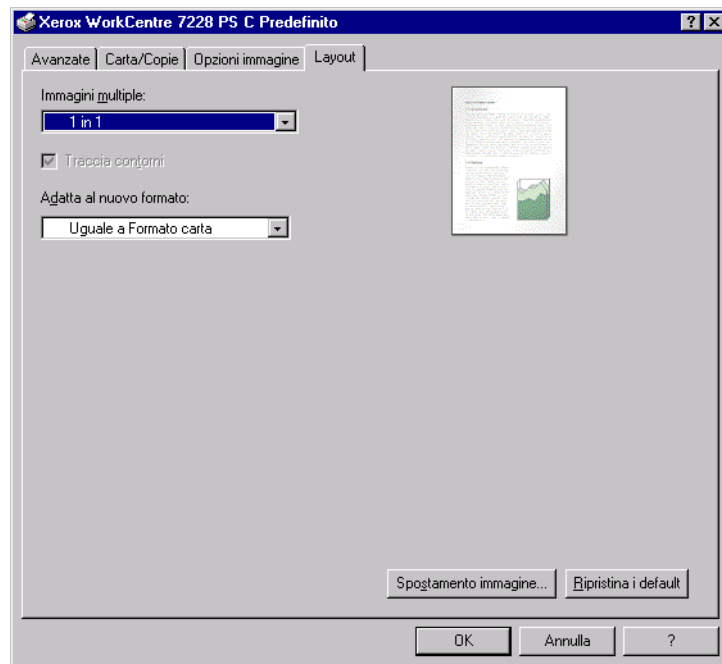 Xerox WorkCentre 7228 PS C Predefinito
Avanzate Carta/Copie Opzioni immagine Layout
Immagini multiple:
1 in 1
Traccia contorni
Adatta al nuovo formato:
Uguale a Formato carta
Spostamento immagine... Ripristina i default
OK Annulla ?